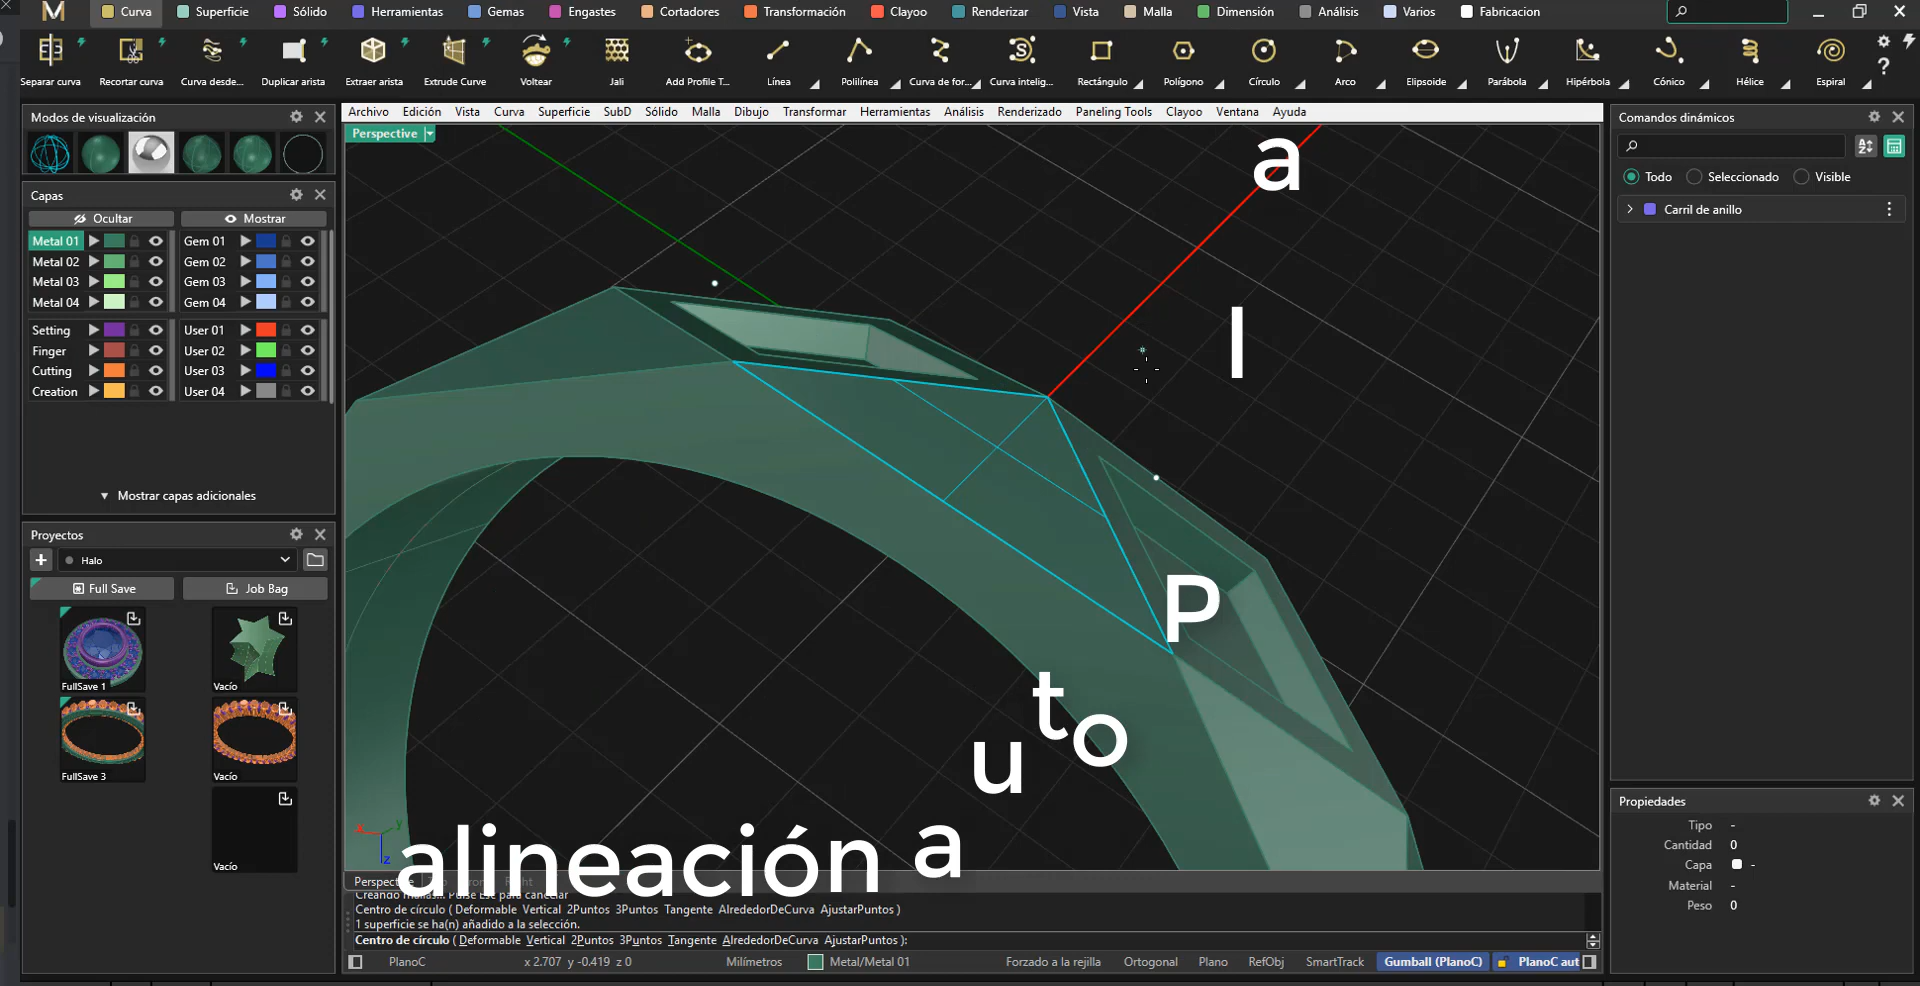 Curva Superficie Sólido Herramientas Gemas Engastes Cortadores Transformación Clayoo Renderizar Vista Malla Dimensión Análisis Varios Fabricacion
Separar curva Recortar curva Curva desde... Duplicar arista Extraer arista Extrude Curve Voltear Jali Add Profile T... Línea Polilínea Curva de for... Curva intelig... Rectángulo Polígono Círculo Arco Elipsoide Parábola Hipérbola Cónico Hélice Espiral
?
Modos de visualización
Capas
Ocultar Mostrar
Metal 01 Gem 01
Metal 02 Gem 02
Metal 03 Gem 03
Metal 04 Gem 04
Setting User 01
Finger User 02
Cutting User 03
Creation User 04
Mostrar capas adicionales
Proyectos
Halo
Full Save Job Bag
FullSave 1 Vacío
FullSave 3 Vacío
Vacío
Archivo Edición Vista Curva Superficie SubD Sólido Malla Dibujo Transformar Herramientas Análisis Renderizado Paneling Tools Clayoo Ventana Ayuda
Perspective
a
l
P
t
o
u
alineación a
x y
z
Creando mallas... Pulse Esc para cancelar
Centro de círculo ( Deformable Vertical 2Puntos 3Puntos Tangente AlrededorDeCurva AjustarPuntos )
1 superficie se ha(n) añadido a la selección.
Centro de círculo ( Deformable Vertical 2Puntos 3Puntos Tangente AlrededorDeCurva AjustarPuntos ):
PlanoC x 2.707 y -0.419 z 0 Milímetros Metal/Metal 01 Forzado a la rejilla Ortogonal Plano RefObj SmartTrack Gumball (PlanoC) PlanoC aut
Comandos dinámicos
Todo Seleccionado Visible
Carril de anillo
Propiedades
Tipo -
Cantidad 0
Capa -
Material -
Peso 0